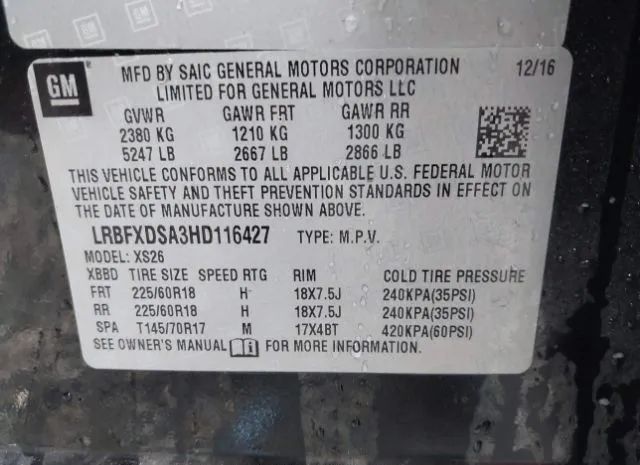 GM
MFD BY SAIC GENERAL MOTORS CORPORATION 12/16
LIMITED FOR GENERAL MOTORS LLC
GVWR GAWR FRT GAWR RR
2380 KG 1210 KG 1300 KG
5247 LB 2667 LB 2866 LB
THIS VEHICLE CONFORMS TO ALL APPLICABLE U.S. FEDERAL MOTOR
VEHICLE SAFETY AND THEFT PREVENTION STANDARDS IN EFFECT ON
THE DATE OF MANUFACTURE SHOWN ABOVE.
LRBFXDSA3HD116427 TYPE: M.P.V.
MODEL: XS26
XBBD TIRE SIZE SPEED RTG RIM COLD TIRE PRESSURE
FRT 225/60R18 H 18X7.5J 240KPA(35PSI)
RR 225/60R18 H 18X7.5J 240KPA(35PSI)
SPA T145/70R17 M 17X4BT 420KPA(60PSI)
SEE OWNER'S MANUAL FOR MORE INFORMATION.